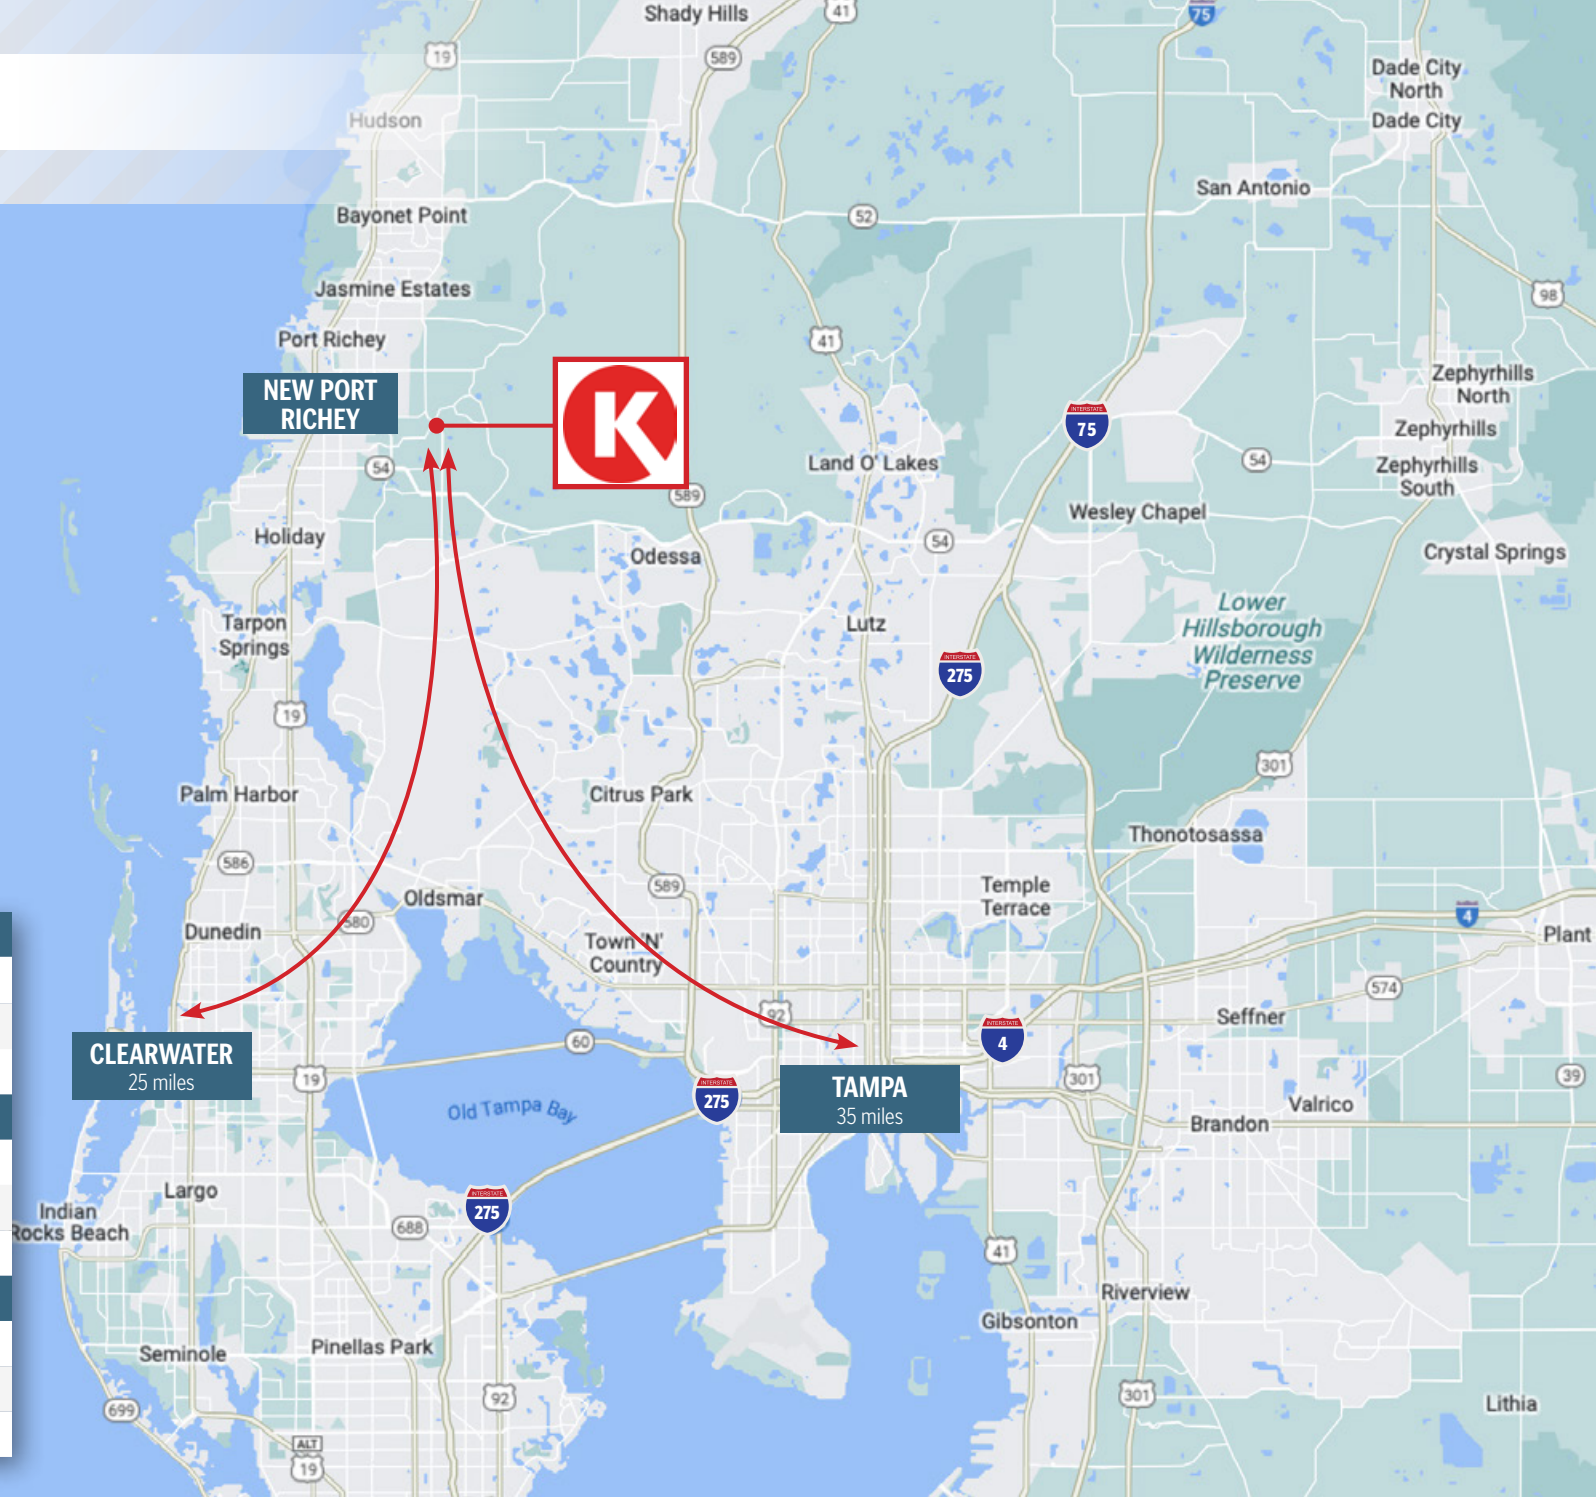 Shady Hills
41
75
19
589
Dade City
North
Hudson
Dade City
San Antonio
Bayonet Point
52
Jasmine Estates
98
Port Richey
41
NEW PORT
RICHEY
K
Zephyrhills
North
INTERSTATE
75
Zephyrhills
54
Land O' Lakes
54
Zephyrhills
South
589
Wesley Chapel
Holiday
54
Odessa
Crystal Springs
Lower
Hillsborough
Wilderness
Preserve
Tarpon
Springs
Lutz
INTERSTATE
275
19
301
Palm Harbor
Citrus Park
Thonotosassa
586
589
Temple
Terrace
Oldsmar
4
580
Dunedin
Town 'N'
Country
Plant
574
92
Seffner
INTERSTATE
4
60
CLEARWATER
25 miles
19
INTERSTATE
275
TAMPA
35 miles
301
39
Old Tampa Bay
Valrico
Brandon
Largo
INTERSTATE
275
Indian
Rocks Beach
688
41
Riverview
Gibsonton
Seminole
Pinellas Park
92
301
699
Lithia
ALT
19